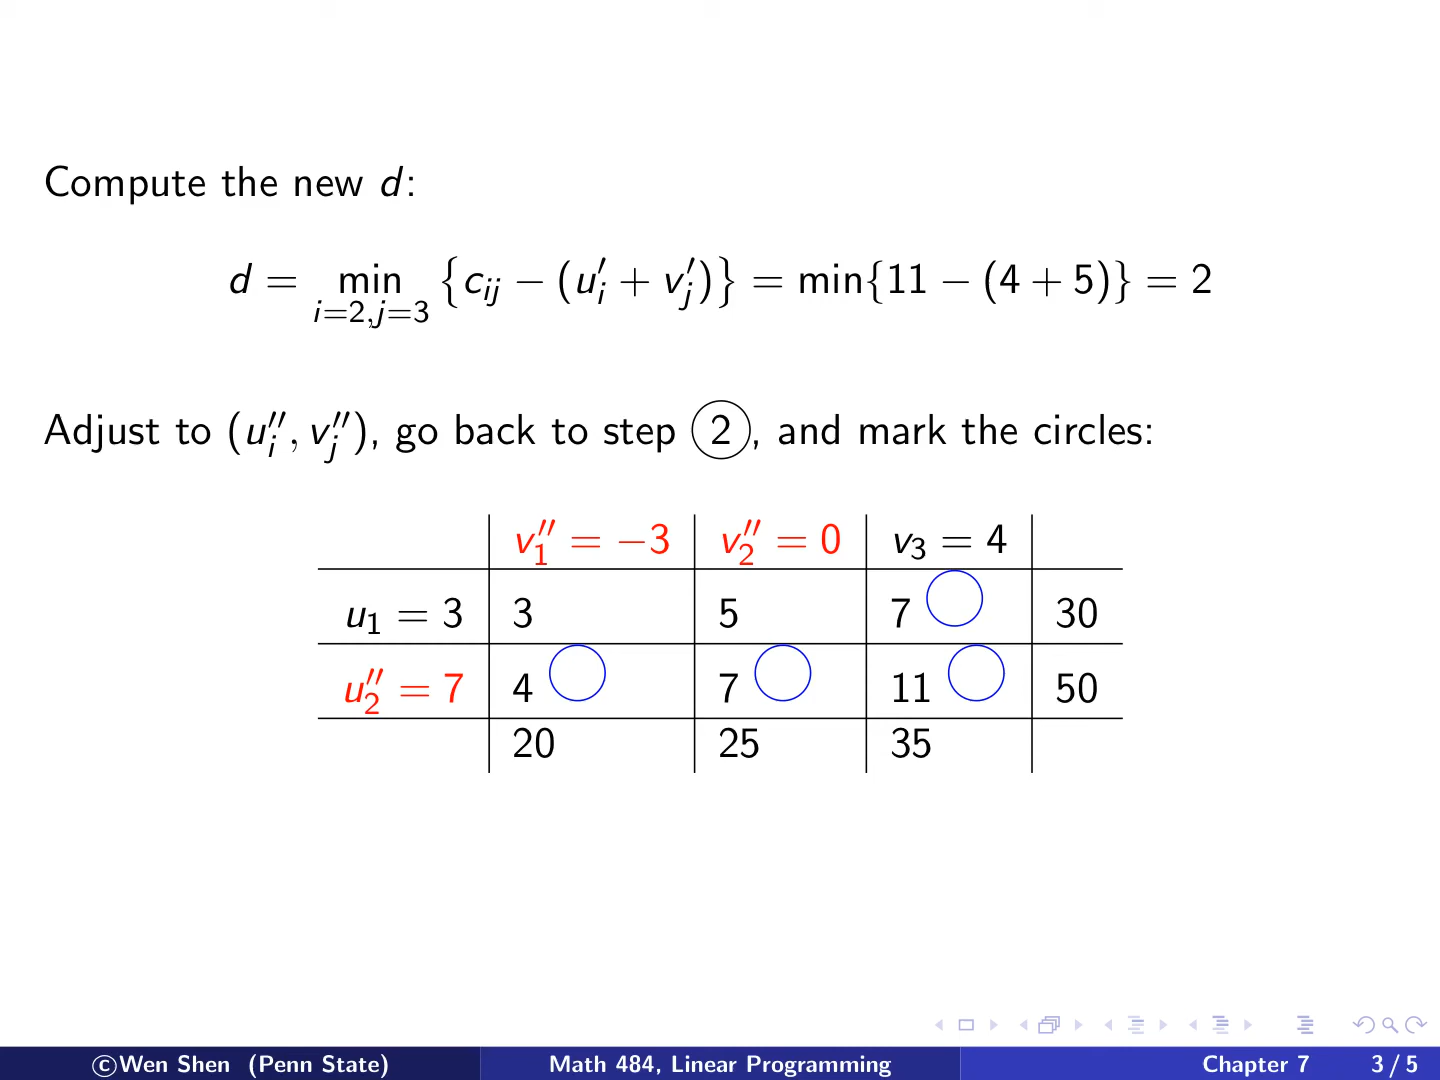 Compute the new d:
d = min {c_ij − (u′_i + v′_j)} = min{11 − (4 + 5)} = 2
i=2,j=3
Adjust to (u″_i, v″_j), go back to step 2, and mark the circles:
v″_1 = −3 v″_2 = 0 v_3 = 4
u_1 = 3 3 5 7 30
u″_2 = 7 4 7 11 50
20 25 35
©Wen Shen (Penn State) Math 484, Linear Programming Chapter 7 3 / 5